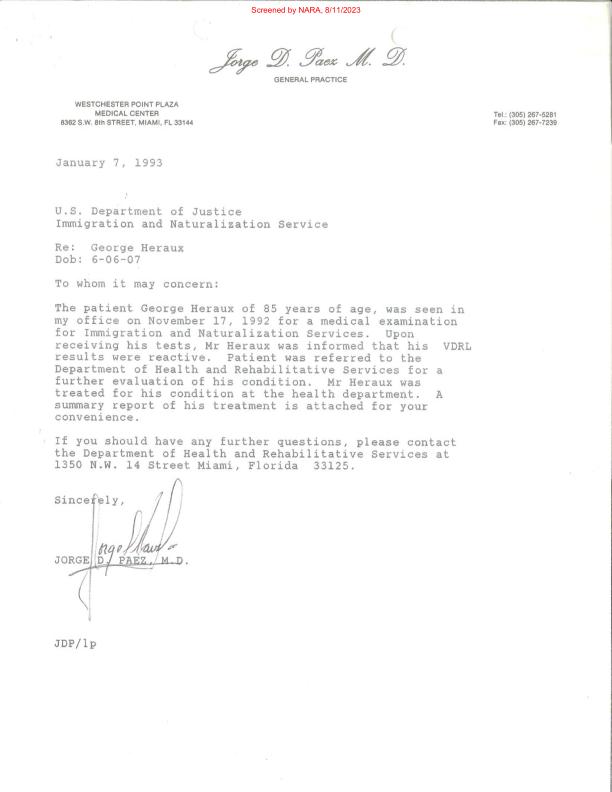 Screened by NARA, 8/11/2023
Jorge D. Paez M. D.
GENERAL PRACTICE
WESTCHESTER POINT PLAZA
MEDICAL CENTER
8362 S.W. 8th STREET, MIAMI, FL 33144
Tel.: (305) 267-5281
Fax: (305) 267-7239
January 7, 1993
U.S. Department of Justice
Immigration and Naturalization Service
Re: George Heraux
Dob: 6-06-07
To whom it may concern:
The patient George Heraux of 85 years of age, was seen in
my office on November 17, 1992 for a medical examination
for Immigration and Naturalization Services. Upon
receiving his tests, Mr Heraux was informed that his VDRL
results were reactive. Patient was referred to the
Department of Health and Rehabilitative Services for a
further evaluation of his condition. Mr Heraux was
treated for his condition at the health department. A
summary report of his treatment is attached for your
convenience.
If you should have any further questions, please contact
the Department of Health and Rehabilitative Services at
1350 N.W. 14 Street Miami, Florida 33125.
Sincerely,
JORGE D. PAEZ, M.D.
JDP/lp